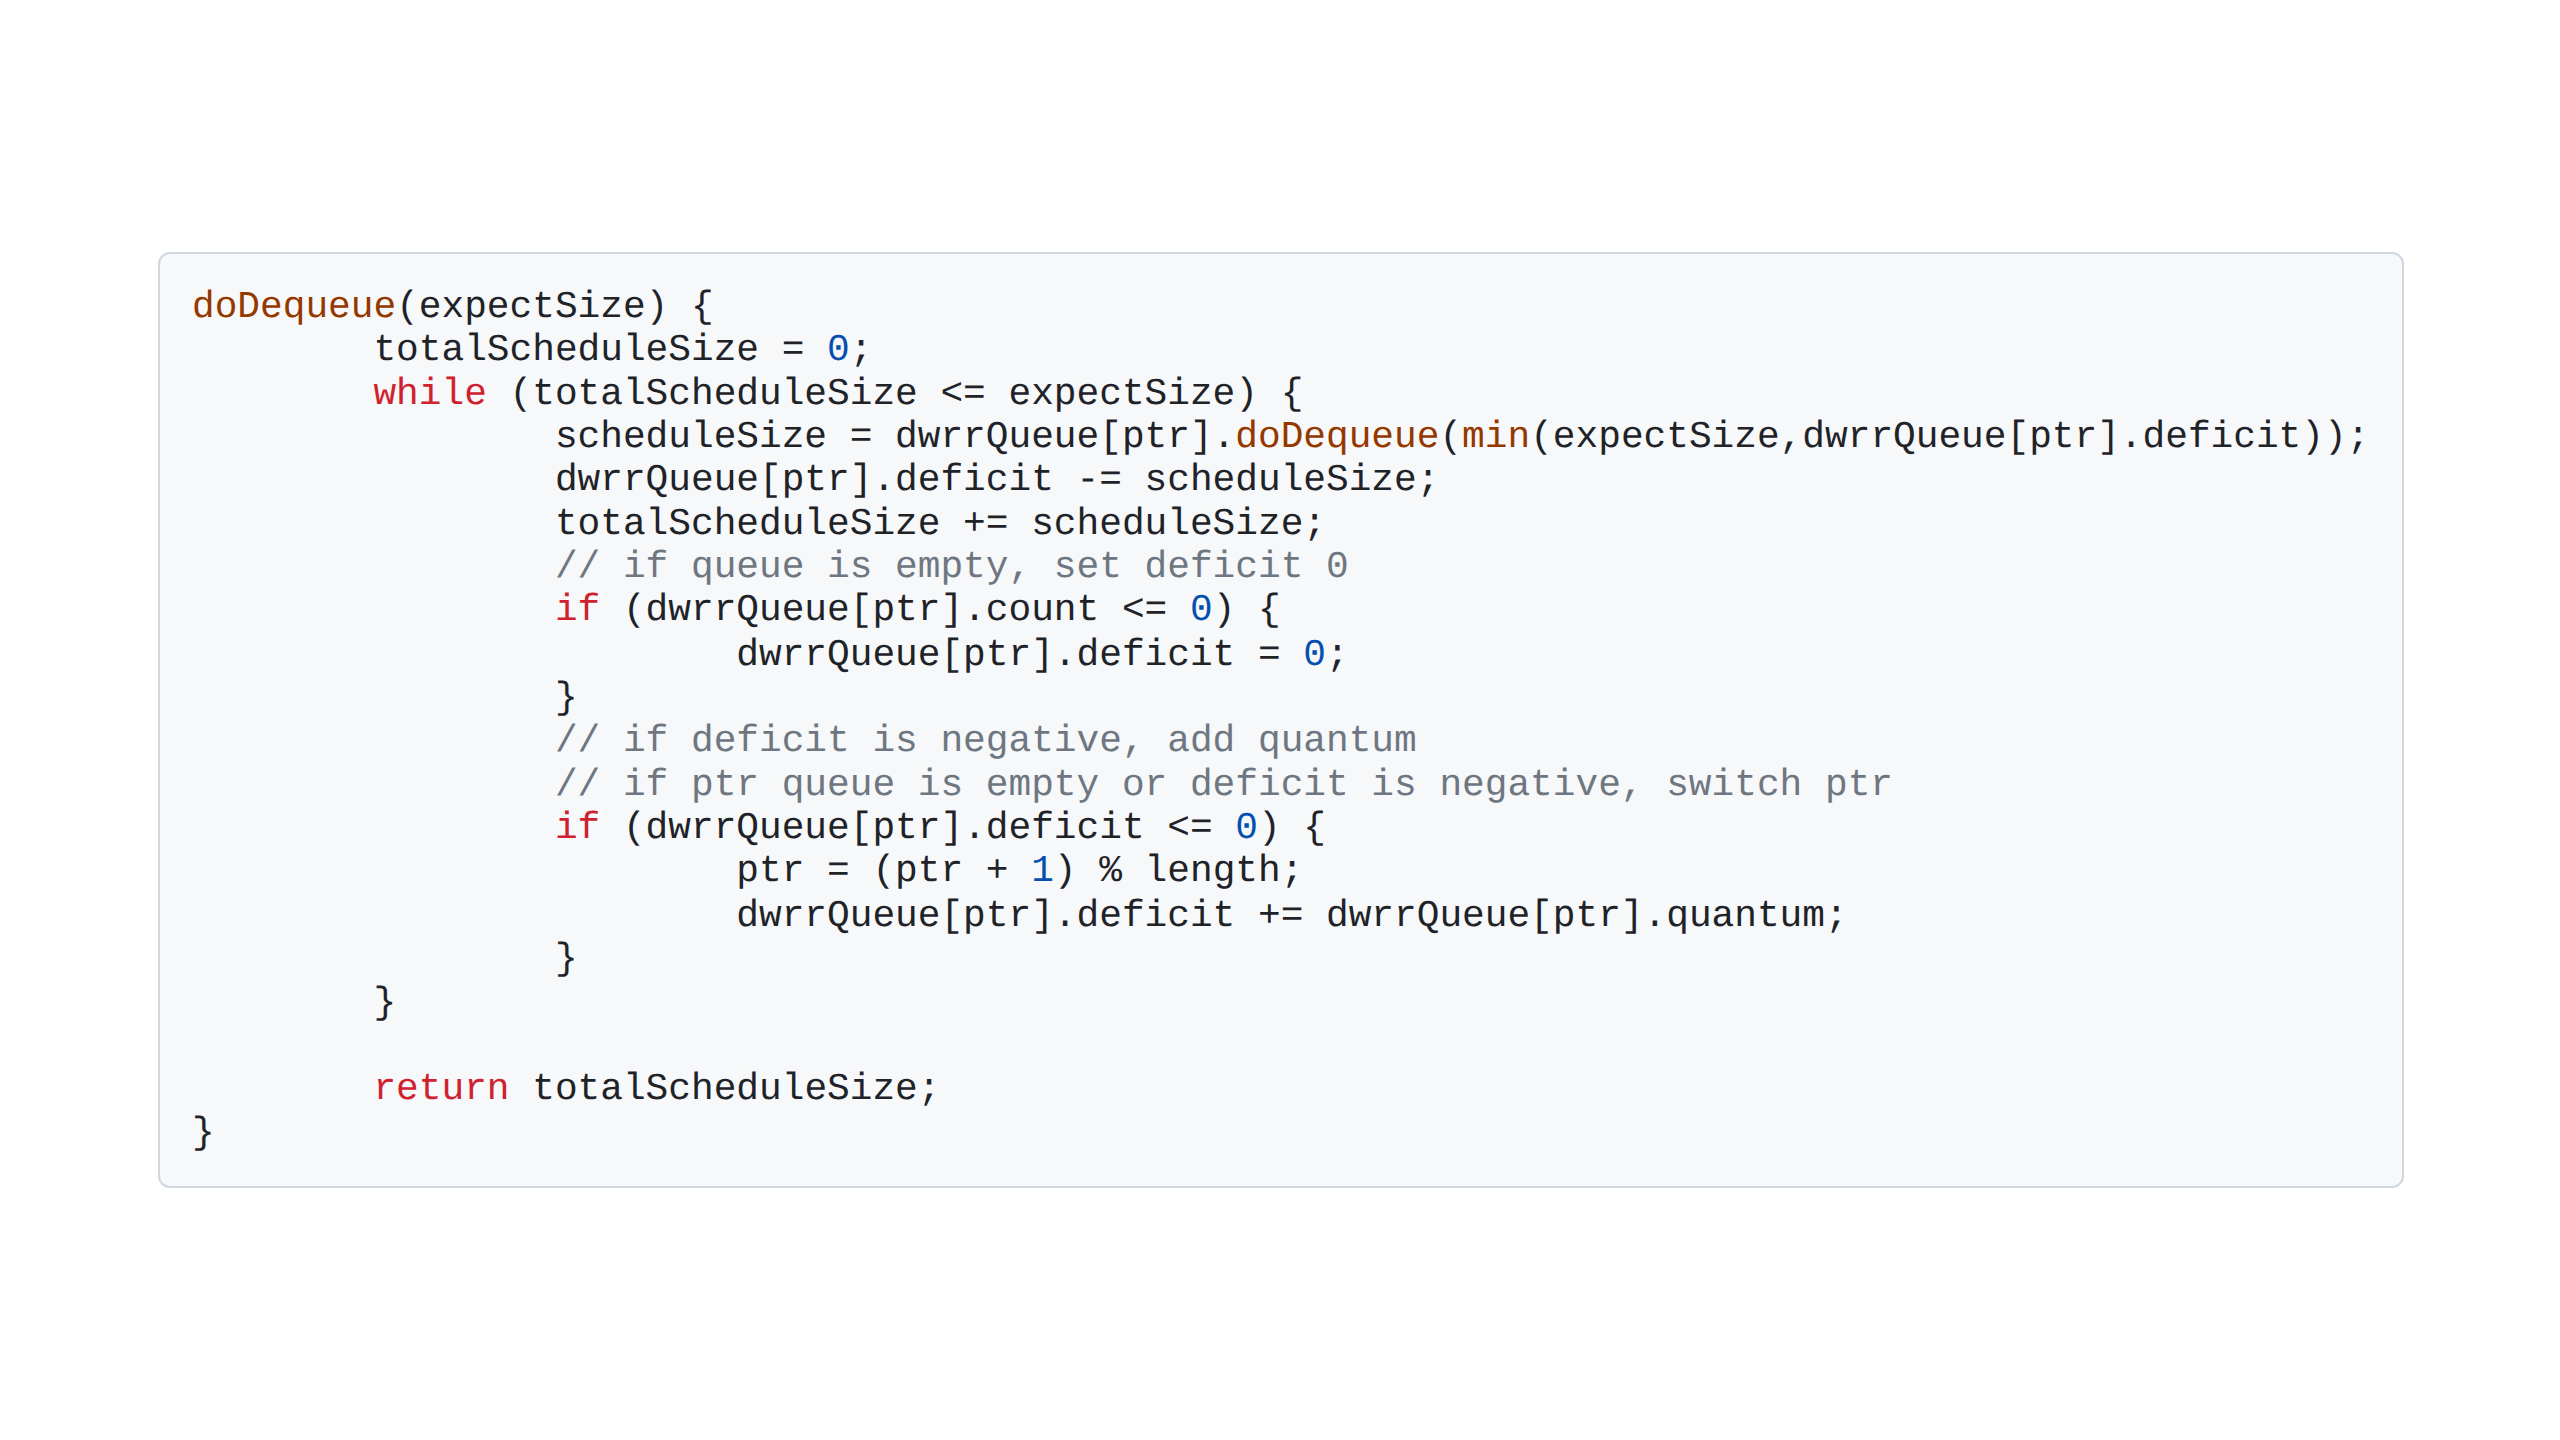 doDequeue(expectSize) {
        totalScheduleSize = 0;
        while (totalScheduleSize <= expectSize) {
                scheduleSize = dwrrQueue[ptr].doDequeue(min(expectSize,dwrrQueue[ptr].deficit));
                dwrrQueue[ptr].deficit -= scheduleSize;
                totalScheduleSize += scheduleSize;
                // if queue is empty, set deficit 0
                if (dwrrQueue[ptr].count <= 0) {
                        dwrrQueue[ptr].deficit = 0;
                }
                // if deficit is negative, add quantum
                // if ptr queue is empty or deficit is negative, switch ptr
                if (dwrrQueue[ptr].deficit <= 0) {
                        ptr = (ptr + 1) % length;
                        dwrrQueue[ptr].deficit += dwrrQueue[ptr].quantum;
                }
        }

        return totalScheduleSize;
}